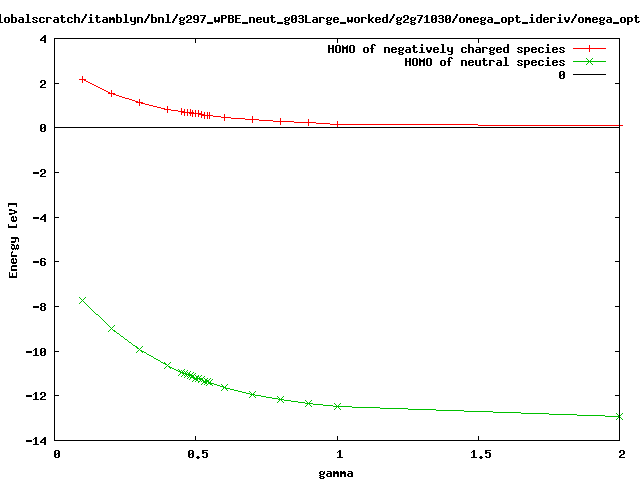 lobalscratch/itamblyn/bnl/g297_wPBE_neut_g03Large_worked/g2g71030/omega_opt_ideriv/omega_opt
HOMO of negatively charged species
HOMO of neutral species
0
4
2
0
-2
-4
-6
-8
-10
-12
-14
Energy [eV]
0 0.5 1 1.5 2
gamma